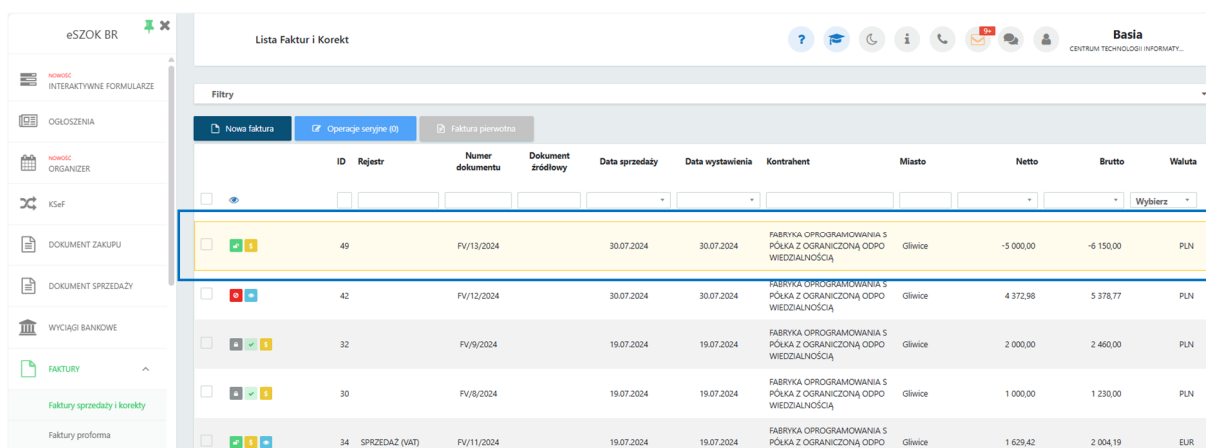 eSZOK BR
Lista Faktur i Korekt
?
i
9+
Basia
CENTRUM TECHNOLOGII INFORMATY...
NOWOŚĆ
INTERAKTYWNE FORMULARZE
OGŁOSZENIA
NOWOŚĆ
ORGANIZER
KSeF
DOKUMENT ZAKUPU
DOKUMENT SPRZEDAŻY
WYCIĄGI BANKOWE
FAKTURY
Faktury sprzedaży i korekty
Faktury proforma
Filtry
Nowa faktura Operacje seryjne (0) Faktura pierwotna
ID Rejestr Numer dokumentu Dokument źródłowy Data sprzedaży Data wystawienia Kontrahent Miasto Netto Brutto Waluta
Wybierz
49 FV/13/2024 30.07.2024 30.07.2024 FABRYKA OPROGRAMOWANIA S
PÓŁKA Z OGRANICZONĄ ODPO
WIEDZIALNOŚCIĄ Gliwice -5 000,00 -6 150,00 PLN
42 FV/12/2024 30.07.2024 30.07.2024 FABRYKA OPROGRAMOWANIA S
PÓŁKA Z OGRANICZONĄ ODPO
WIEDZIALNOŚCIĄ Gliwice 4 372,98 5 378,77 PLN
32 FV/9/2024 19.07.2024 19.07.2024 FABRYKA OPROGRAMOWANIA S
PÓŁKA Z OGRANICZONĄ ODPO
WIEDZIALNOŚCIĄ Gliwice 2 000,00 2 460,00 PLN
30 FV/8/2024 19.07.2024 19.07.2024 FABRYKA OPROGRAMOWANIA S
PÓŁKA Z OGRANICZONĄ ODPO
WIEDZIALNOŚCIĄ Gliwice 1 000,00 1 230,00 PLN
34 SPRZEDAŻ (VAT) FV/11/2024 19.07.2024 19.07.2024 FABRYKA OPROGRAMOWANIA S
PÓŁKA Z OGRANICZONĄ ODPO Gliwice 1 629,42 2 004,19 EUR